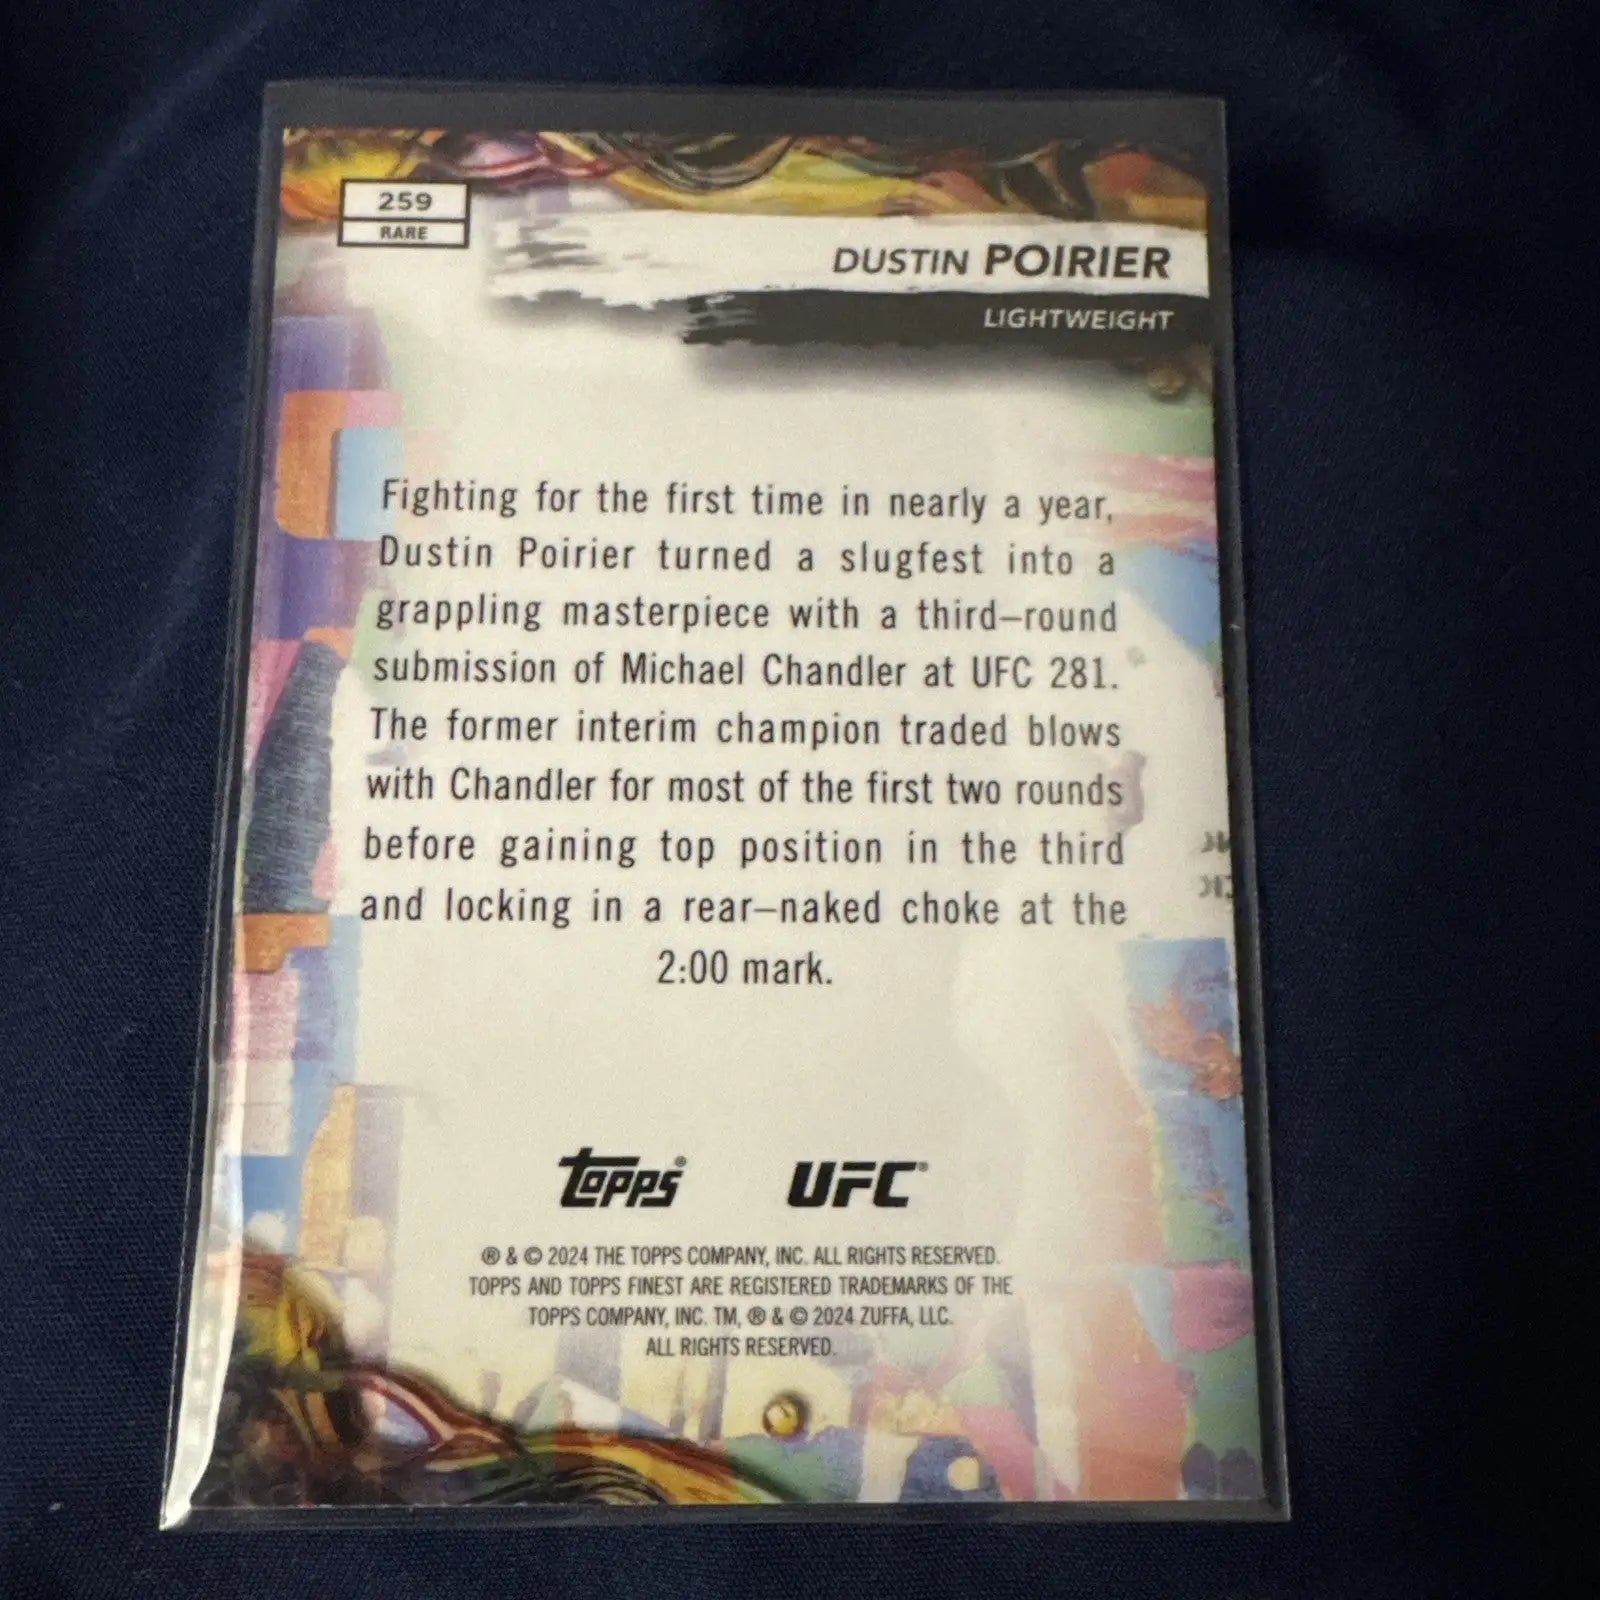 259
RARE
DUSTIN POIRIER
LIGHTWEIGHT
Fighting for the first time in nearly a year,
Dustin Poirier turned a slugfest into a
grappling masterpiece with a third–round
submission of Michael Chandler at UFC 281.
The former interim champion traded blows
with Chandler for most of the first two rounds
before gaining top position in the third
and locking in a rear–naked choke at the
2:00 mark.
Topps® UFC®
® & © 2024 THE TOPPS COMPANY, INC. ALL RIGHTS RESERVED.
TOPPS AND TOPPS FINEST ARE REGISTERED TRADEMARKS OF THE
TOPPS COMPANY, INC. TM, ® & © 2024 ZUFFA, LLC.
ALL RIGHTS RESERVED.